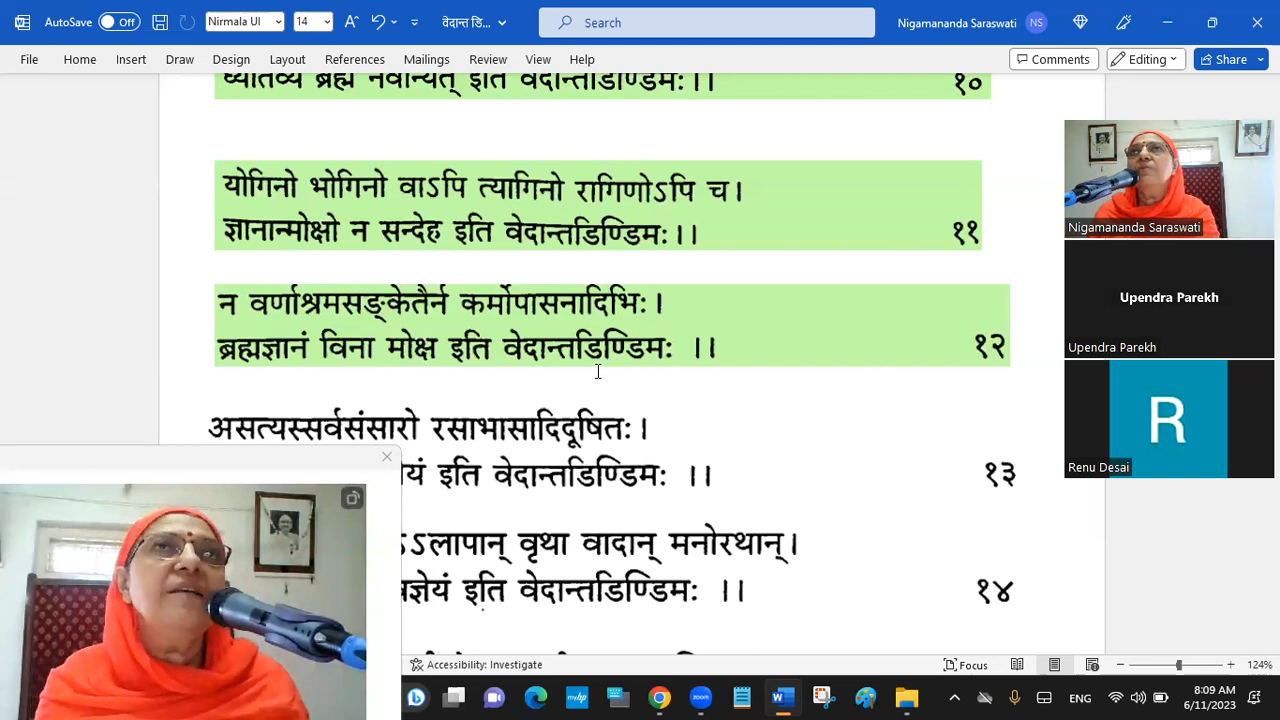 AutoSave Off Nirmala UI 14 वेदान्त डि... Search Nigamananda Saraswati NS
File Home Insert Draw Design Layout References Mailings Review View Help Comments Editing Share
ध्यातव्यं ब्रह्म नैवान्यत् इति वेदान्तडिण्डिमः।। १०
योगिनो भोगिनो वाऽपि त्यागिनो रागिणोऽपि च।
ज्ञानान्मोक्षो न सन्देह इति वेदान्तडिण्डिमः।। ११
न वर्णाश्रमसङ्केतैर्न कर्मोपासनादिभिः।
ब्रह्मज्ञानं विना मोक्ष इति वेदान्तडिण्डिमः ।। १२
असत्यस्सर्वसंसारो रसाभासादिदूषितः।
इति वेदान्तडिण्डिमः ।। १३
ऽऽलापान् वृथा वादान् मनोरथान्।
इति वेदान्तडिण्डिमः ।। १४
Nigamananda Saraswati
Upendra Parekh
Upendra Parekh
R
Renu Desai
Accessibility: Investigate Focus 124%
hp zoom W ENG 8:09 AM
6/11/2023